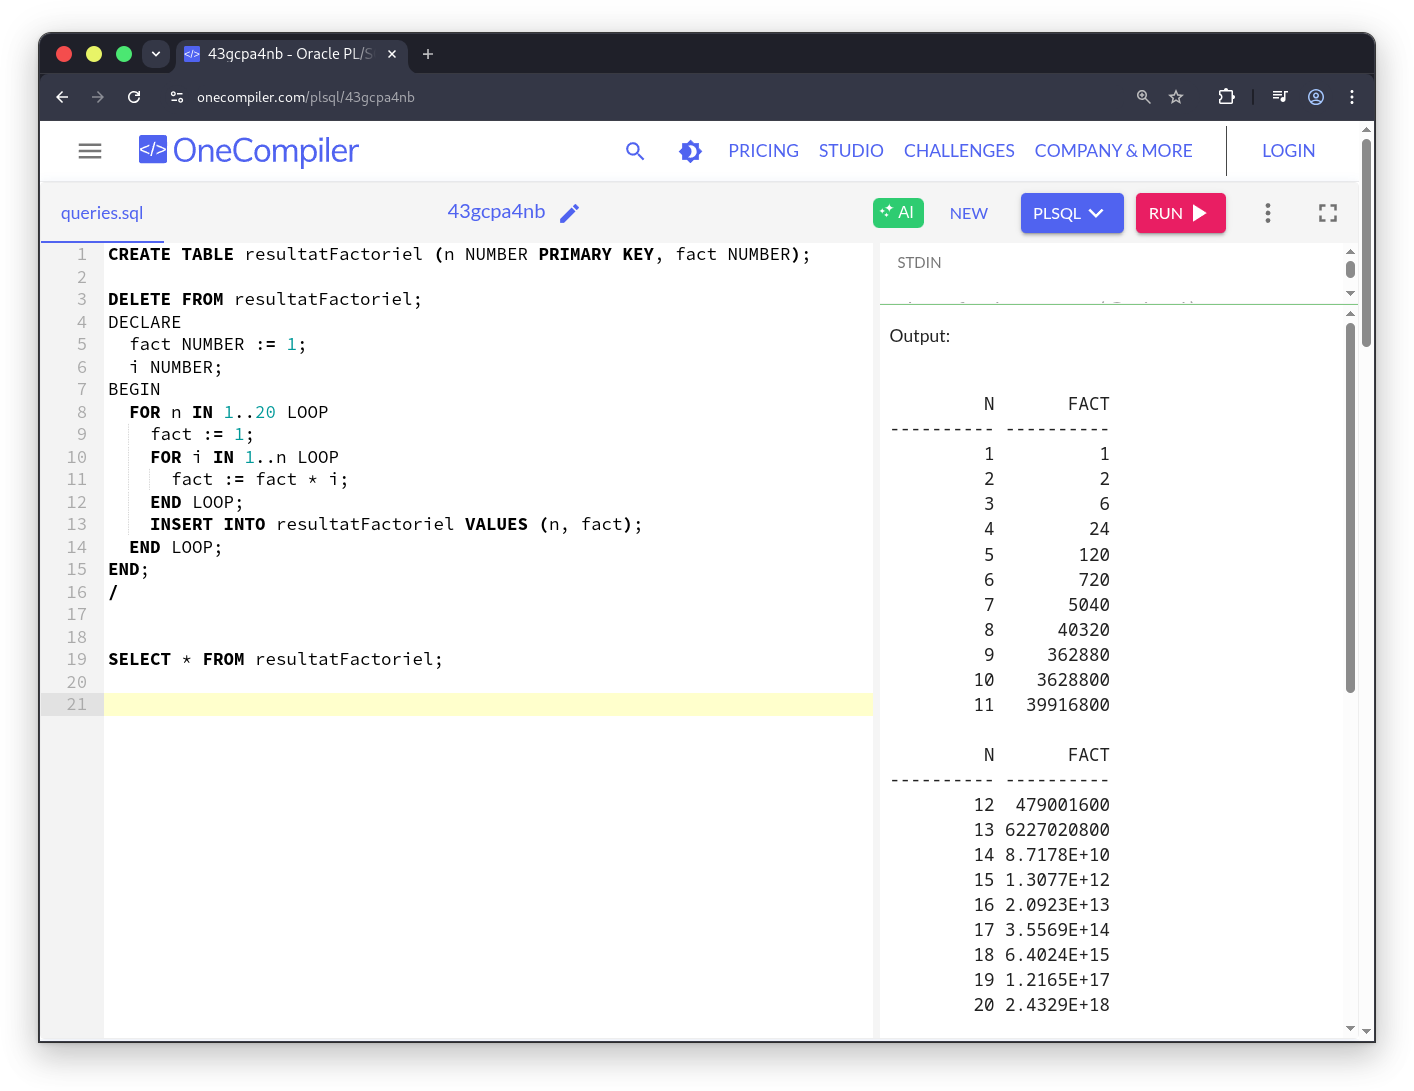 43gcpa4nb - Oracle PL/S
onecompiler.com/plsql/43gcpa4nb
</> OneCompiler
PRICING STUDIO CHALLENGES COMPANY & MORE LOGIN
queries.sql 43gcpa4nb AI NEW PLSQL RUN
1 CREATE TABLE resultatFactoriel (n NUMBER PRIMARY KEY, fact NUMBER);
2
3 DELETE FROM resultatFactoriel;
4 DECLARE
5   fact NUMBER := 1;
6   i NUMBER;
7 BEGIN
8   FOR n IN 1..20 LOOP
9     fact := 1;
10     FOR i IN 1..n LOOP
11       fact := fact * i;
12     END LOOP;
13     INSERT INTO resultatFactoriel VALUES (n, fact);
14   END LOOP;
15 END;
16 /
17
18
19 SELECT * FROM resultatFactoriel;
20
21
STDIN
Output:
N FACT
---------- ----------
1 1
2 2
3 6
4 24
5 120
6 720
7 5040
8 40320
9 362880
10 3628800
11 39916800
N FACT
---------- ----------
12 479001600
13 6227020800
14 8.7178E+10
15 1.3077E+12
16 2.0923E+13
17 3.5569E+14
18 6.4024E+15
19 1.2165E+17
20 2.4329E+18